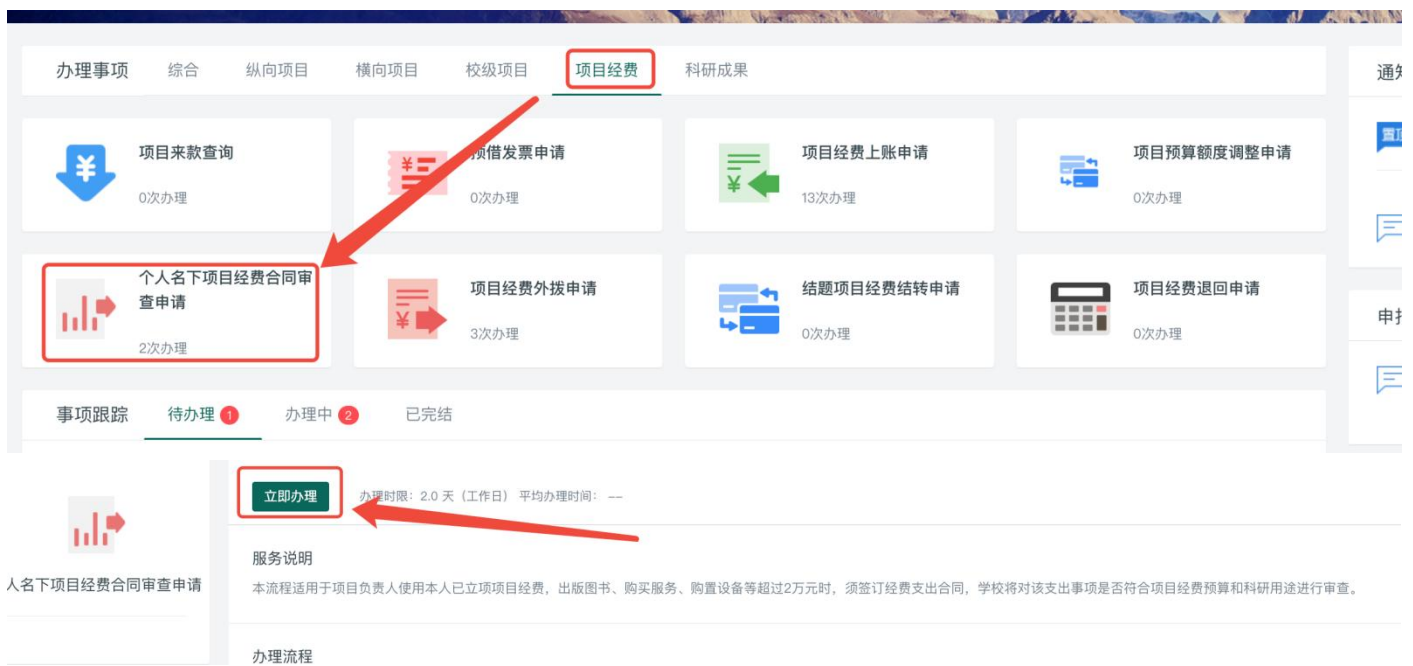 办理事项 综合 纵向项目 横向项目 校级项目 项目经费 科研成果
项目来款查询
0次办理
预借发票申请
0次办理
项目经费上账申请
13次办理
项目预算额度调整申请
0次办理
个人名下项目经费合同审
查申请
2次办理
项目经费外拨申请
3次办理
结题项目经费结转申请
0次办理
项目经费退回申请
0次办理
事项跟踪 待办理 1 办理中 2 已完结
立即办理 办理时限：2.0 天（工作日） 平均办理时间： --
服务说明
人名下项目经费合同审查申请
本流程适用于项目负责人使用本人已立项项目经费，出版图书、购买服务、购置设备等超过2万元时，须签订经费支出合同，学校将对该支出事项是否符合项目经费预算和科研用途进行审查。
办理流程